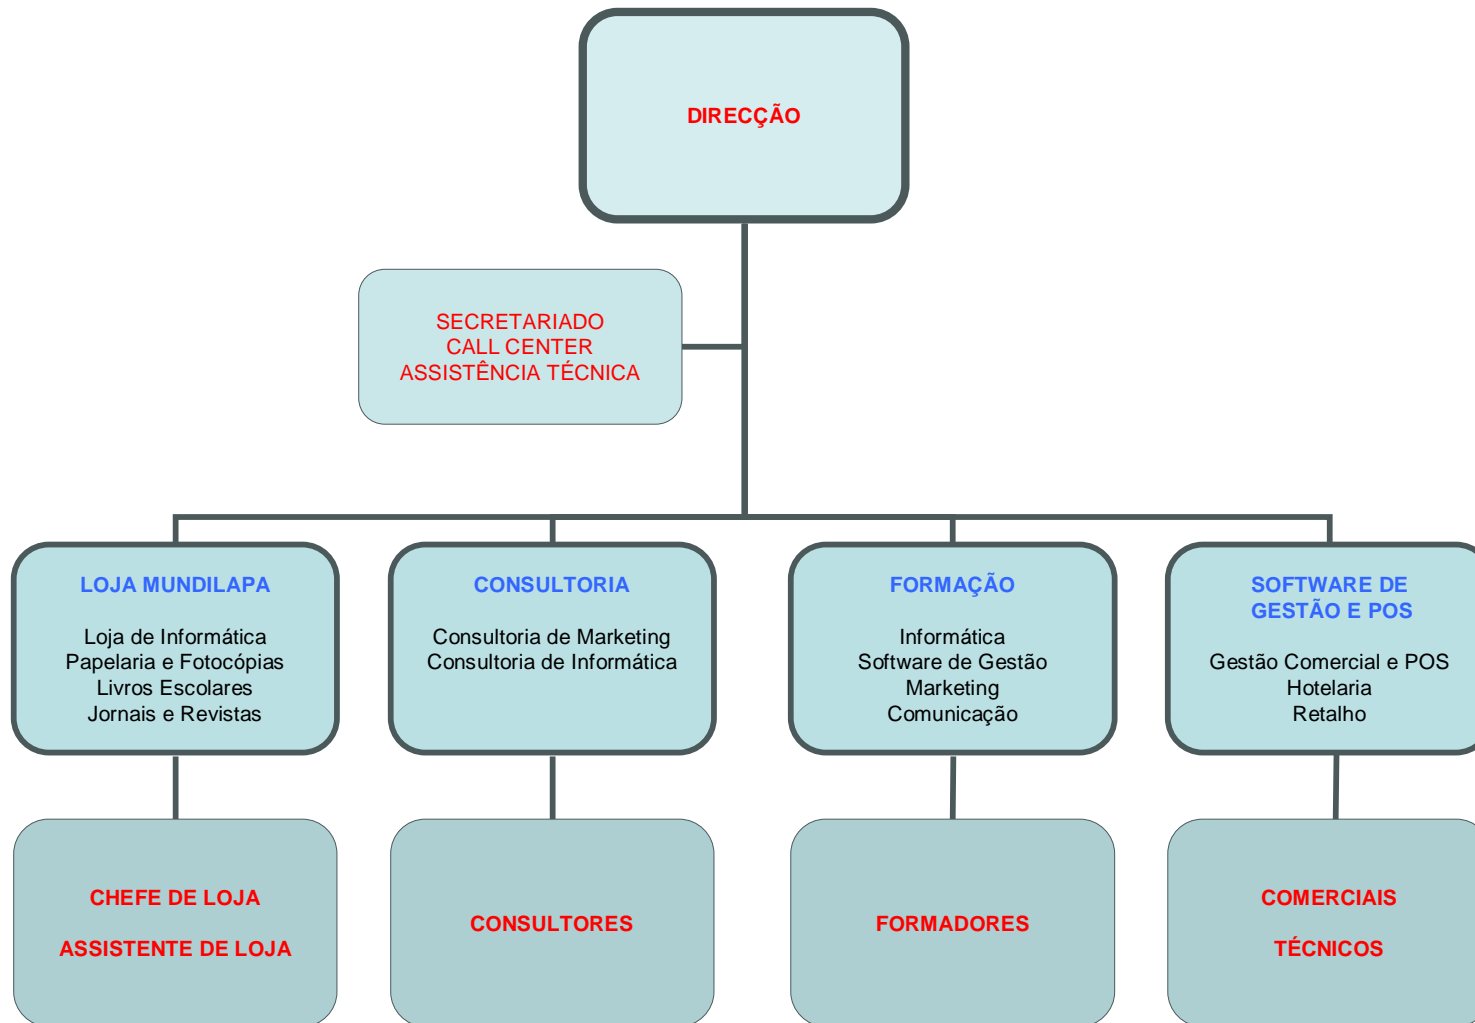 DIRECÇÃO
SECRETARIADO
CALL CENTER
ASSISTÊNCIA TÉCNICA
LOJA MUNDILAPA
Loja de Informática
Papelaria e Fotocópias
Livros Escolares
Jornais e Revistas
CONSULTORIA
Consultoria de Marketing
Consultoria de Informática
FORMAÇÃO
Informática
Software de Gestão
Marketing
Comunicação
SOFTWARE DE
GESTÃO E POS
Gestão Comercial e POS
Hotelaria
Retalho
CHEFE DE LOJA
ASSISTENTE DE LOJA
CONSULTORES
FORMADORES
COMERCIAIS
TÉCNICOS